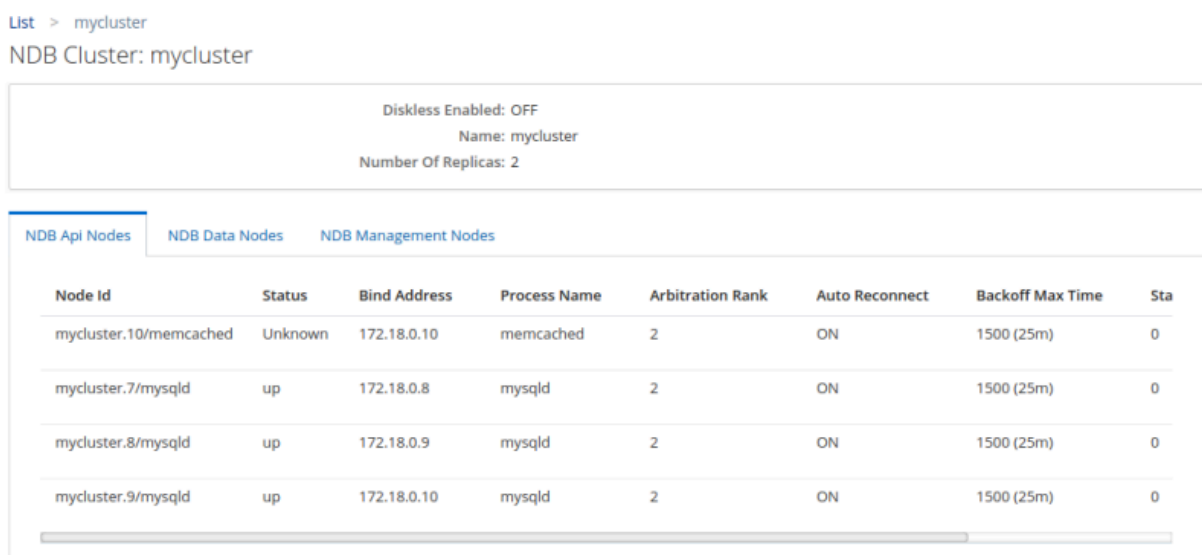 List > mycluster
NDB Cluster: mycluster
Diskless Enabled: OFF
Name: mycluster
Number Of Replicas: 2
NDB Api Nodes NDB Data Nodes NDB Management Nodes
Node Id Status Bind Address Process Name Arbitration Rank Auto Reconnect Backoff Max Time Sta
mycluster.10/memcached Unknown 172.18.0.10 memcached 2 ON 1500 (25m) 0
mycluster.7/mysqld up 172.18.0.8 mysqld 2 ON 1500 (25m) 0
mycluster.8/mysqld up 172.18.0.9 mysqld 2 ON 1500 (25m) 0
mycluster.9/mysqld up 172.18.0.10 mysqld 2 ON 1500 (25m) 0